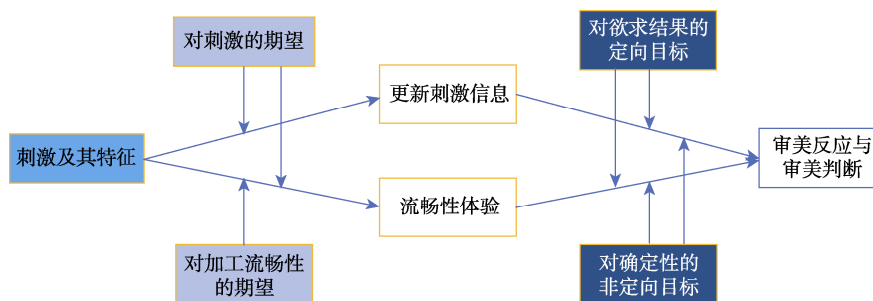 对刺激的期望
对欲求结果的
定向目标
更新刺激信息
刺激及其特征
审美反应与
审美判断
流畅性体验
对加工流畅性
的期望
对确定性的
非定向目标